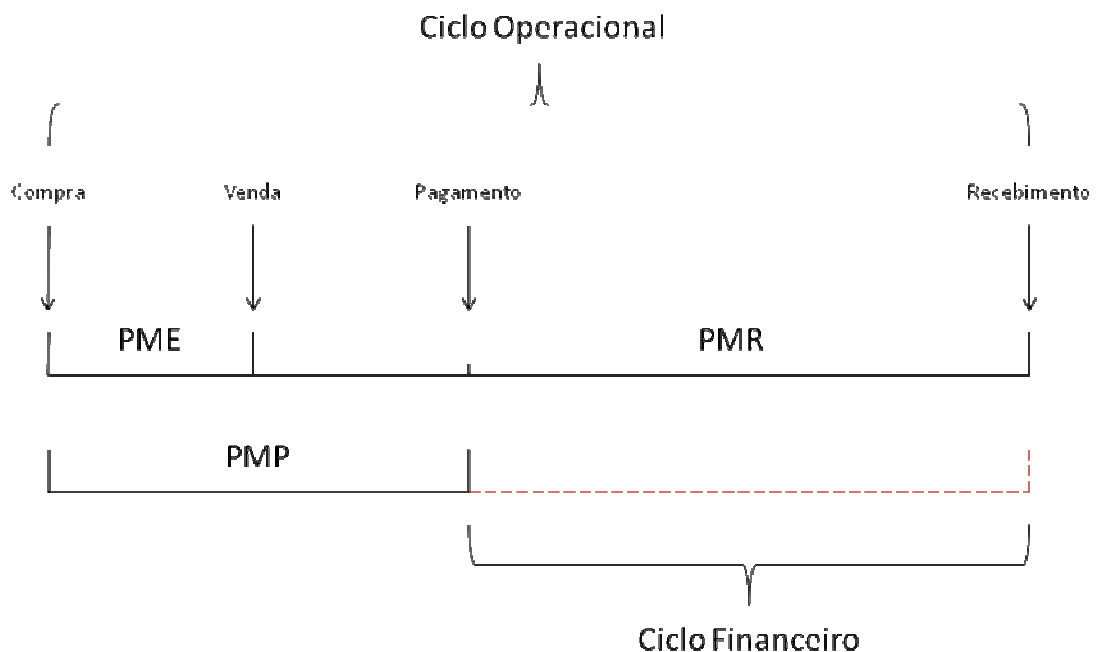 Ciclo Operacional
Compra Venda Pagamento Recebimento
PME PMR
PMP
Ciclo Financeiro